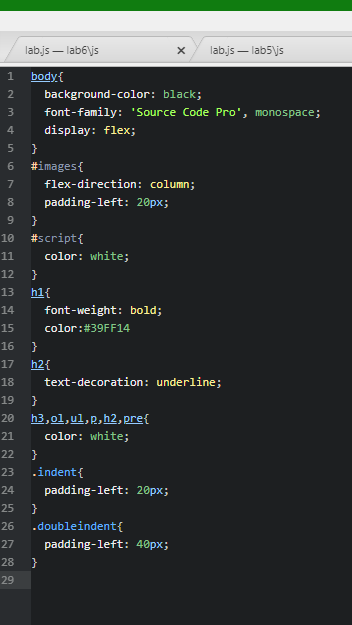 lab.js — lab6\js × lab.js — lab5\js
1 body{
2 background-color: black;
3 font-family: 'Source Code Pro', monospace;
4 display: flex;
5 }
6 #images{
7 flex-direction: column;
8 padding-left: 20px;
9 }
10 #script{
11 color: white;
12 }
13 h1{
14 font-weight: bold;
15 color:#39FF14
16 }
17 h2{
18 text-decoration: underline;
19 }
20 h3,ol,ul,p,h2,pre{
21 color: white;
22 }
23 .indent{
24 padding-left: 20px;
25 }
26 .doubleindent{
27 padding-left: 40px;
28 }
29